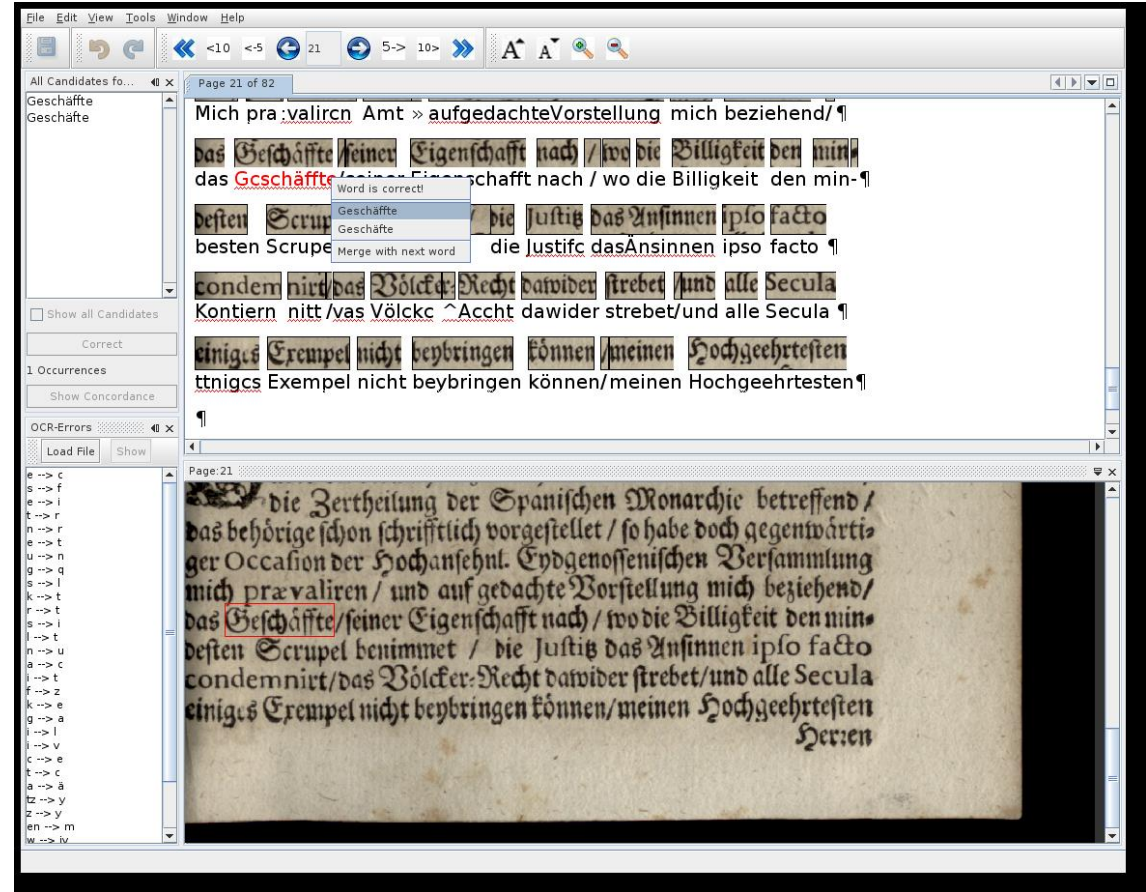 File Edit View Tools Window Help
<10 <-5 21 5-> 10>
All Candidates fo...
Geschäffte
Geschäfte
Show all Candidates
Correct
1 Occurrences
Show Concordance
OCR-Errors
Load File Show
e --> c
s --> f
e --> i
t --> r
n --> r
e --> t
u --> n
g --> q
s --> l
k --> t
r --> t
s --> i
l --> t
n --> u
a --> c
i --> t
f --> z
k --> e
g --> a
i --> l
i --> v
c --> e
t --> c
a --> ä
tz --> y
z --> y
en --> m
w --> iv
Page 21 of 82
Mich pra :valircn Amt » aufgedachteVorstellung mich beziehend/ ¶
das Geſchäffte /ſeiner Eigenſchafft nach / wo die Billigkeit den min⸗
das Gcschäffte/seiner Eigenschafft nach / wo die Billigkeit den min-¶
Word is correct!
Geschäffte
Geschäfte
Merge with next word
beſten Scrup / die Juſtitz das Anſinnen ipſo facto
besten Scrupe die Justifc dasÄnsinnen ipso facto ¶
condemnirt/das Völcker⸗Recht dawider ſtrebet /und alle Secula
Kontiern nitt /vas Völckc ^Accht dawider strebet/und alle Secula ¶
einiges Exempel nicht beybringen können /meinen Hochgeehrteſten
ttnigcs Exempel nicht beybringen können/meinen Hochgeehrtesten¶
¶
Page:21
die Zertheilung der Spaniſchen Monarchie betreffend /
das behörige ſchon ſchrifftlich vorgeſtellet / ſo habe doch gegenwärti⸗
ger Occaſion der Hochanſehnl. Eydgenoſſeniſchen Verſammlung
mich prævaliren / und auf gedachte Vorſtellung mich beziehend/
das Geſchäffte/ſeiner Eigenſchafft nach / wo die Billigkeit den min⸗
deſten Scrupel benimmet / die Juſtitz das Anſinnen ipſo facto
condemnirt/das Völcker⸗Recht dawider ſtrebet/und alle Secula
einiges Exempel nicht beybringen können/meinen Hochgeehrteſten
Herren